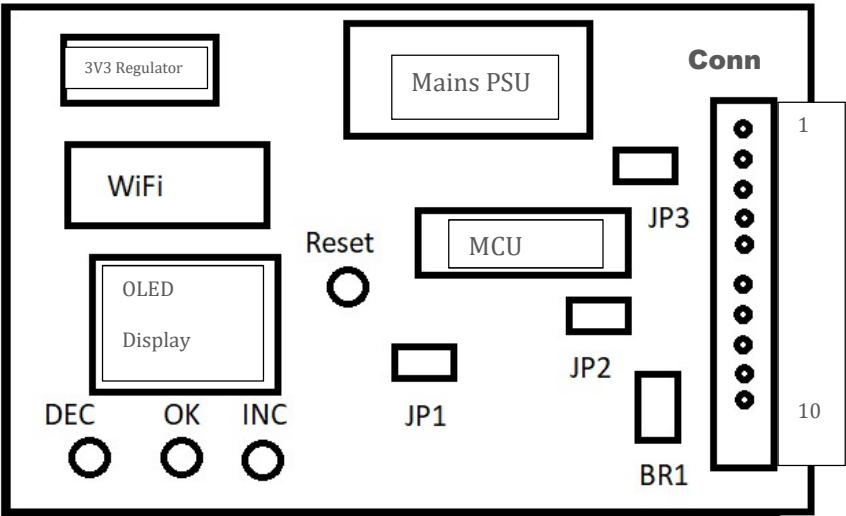 3V3 Regulator
Mains PSU
Conn
1
WiFi
JP3
Reset
MCU
OLED
Display
JP2
DEC
OK
INC
JP1
10
BR1